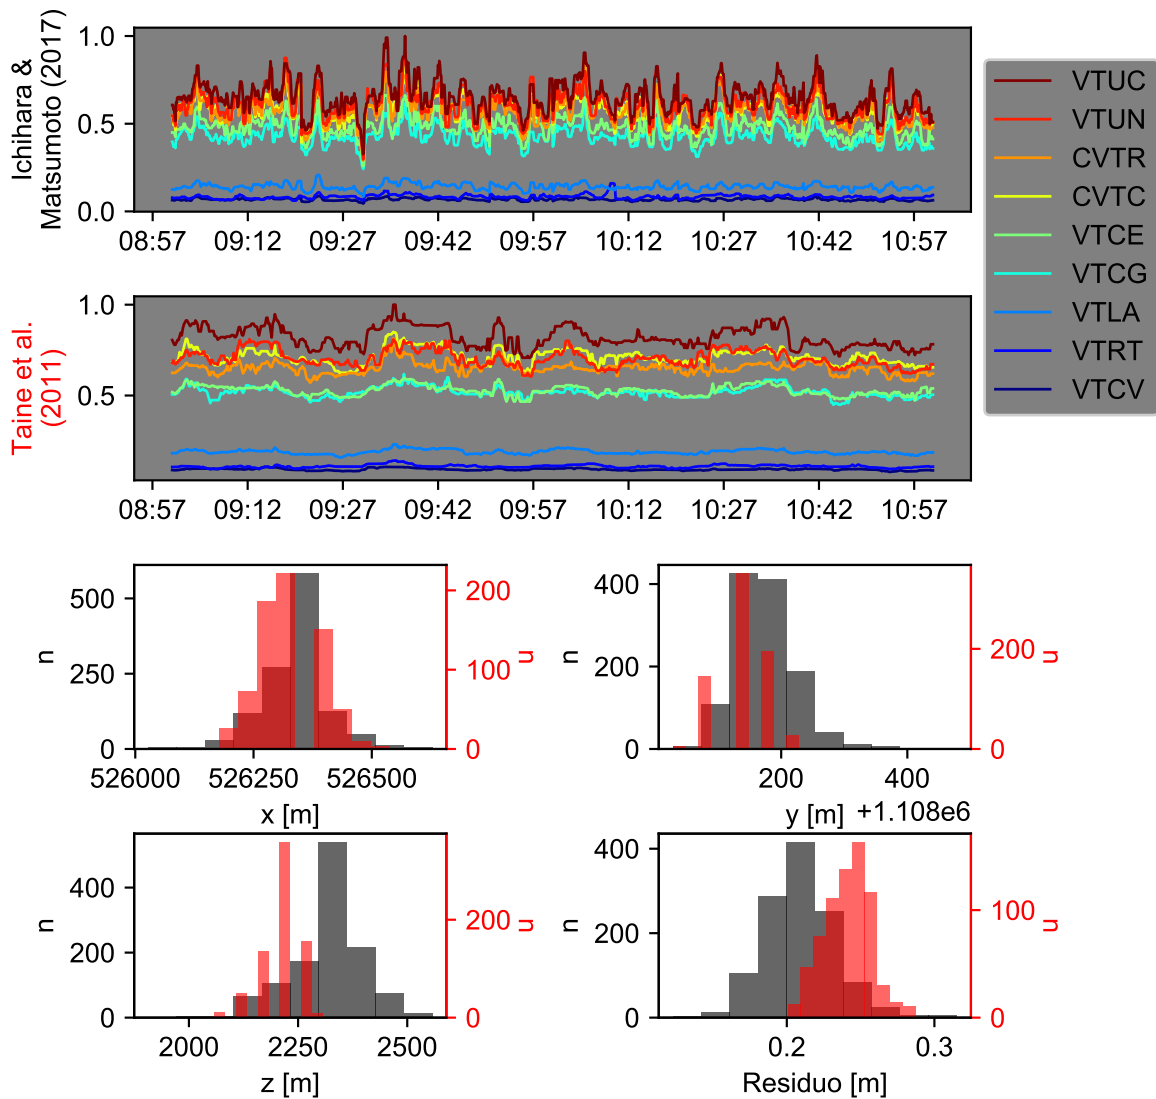 Ichihara &
Matsumoto (2017)
1.0
0.5
0.0
08:57 09:12 09:27 09:42 09:57 10:12 10:27 10:42 10:57
VTUC
VTUN
CVTR
CVTC
VTCE
VTCG
VTLA
VTRT
VTCV
Taine et al.
(2011)
1.0
0.5
08:57 09:12 09:27 09:42 09:57 10:12 10:27 10:42 10:57
n
500
250
0
200
100
0
n
526000 526250 526500
x [m]
n
400
200
0
200
0
n
200 400
y [m] +1.108e6
n
400
200
0
200
0
n
2000 2250 2500
z [m]
n
400
200
0
100
0
n
0.2 0.3
Residuo [m]